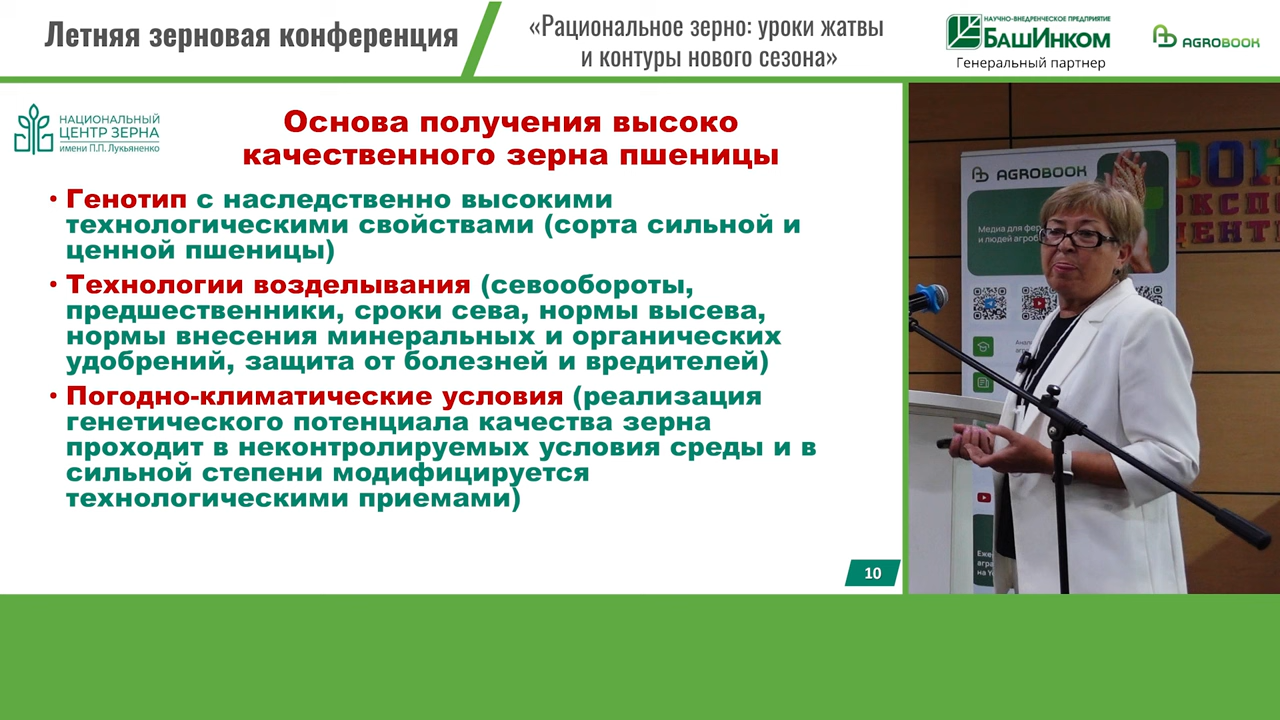 Летняя зерновая конференция
«Рациональное зерно: уроки жатвы
и контуры нового сезона»
НАУЧНО-ВНЕДРЕНЧЕСКОЕ ПРЕДПРИЯТИЕ
БашИнком
Генеральный партнер
AGROBOOK
НАЦИОНАЛЬНЫЙ
ЦЕНТР ЗЕРНА
имени П.П. Лукьяненко
Основа получения высоко
качественного зерна пшеницы
• Генотип с наследственно высокими
технологическими свойствами (сорта сильной и
ценной пшеницы)
• Технологии возделывания (севообороты,
предшественники, сроки сева, нормы высева,
нормы внесения минеральных и органических
удобрений, защита от болезней и вредителей)
• Погодно-климатические условия (реализация
генетического потенциала качества зерна
проходит в неконтролируемых условия среды и в
сильной степени модифицируется
технологическими приемами)
10
AGROBOOK
Медиа для
и людей